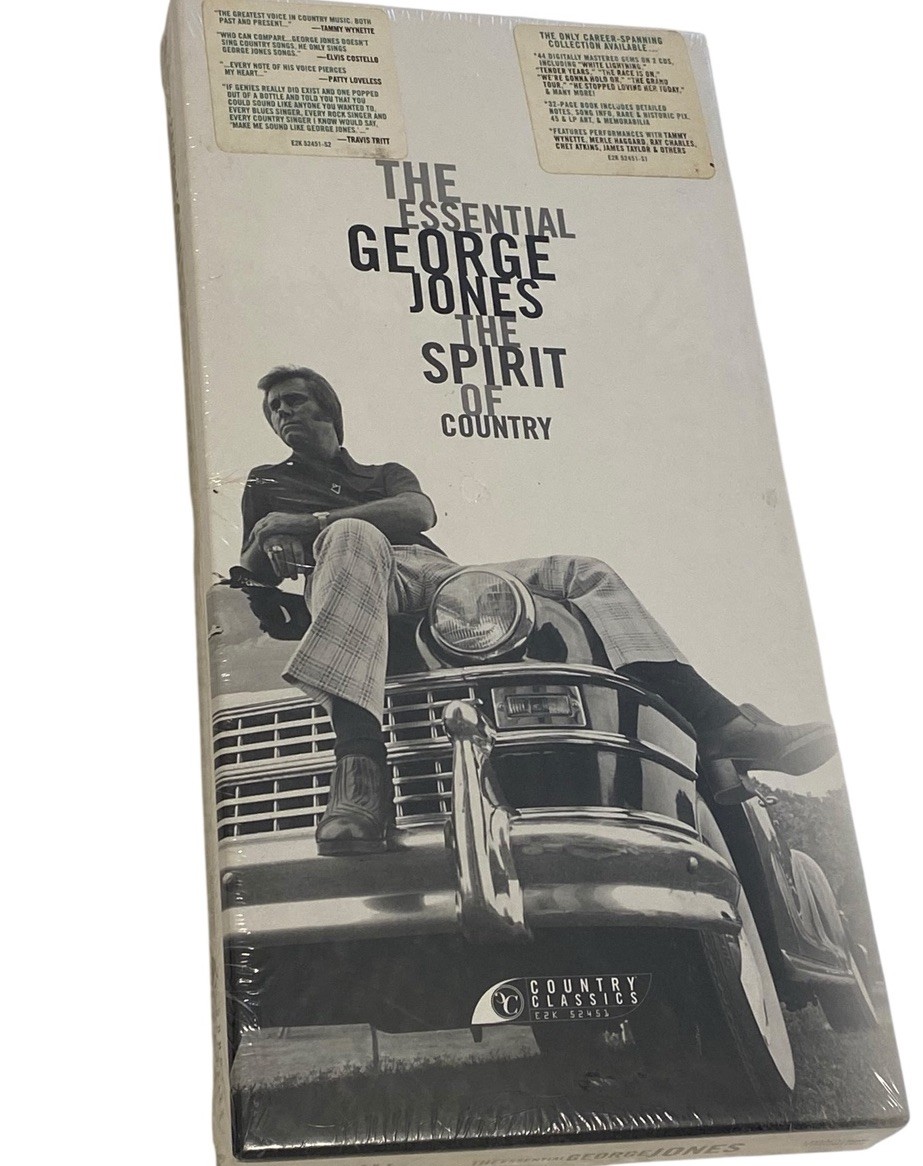 "THE GREATEST VOICE IN COUNTRY MUSIC, BOTH
PAST AND PRESENT..."
—TAMMY WYNETTE
"WHO CAN COMPARE...GEORGE JONES DOESN'T
SING COUNTRY SONGS, HE ONLY SINGS
GEORGE JONES SONGS."
—ELVIS COSTELLO
"...EVERY NOTE OF HIS VOICE PIERCES
MY HEART..."
—PATTY LOVELESS
"IF GENIES REALLY DID EXIST AND ONE POPPED
OUT OF A BOTTLE AND TOLD YOU THAT YOU
COULD SOUND LIKE ANYONE YOU WANTED TO,
EVERY BLUES SINGER, EVERY ROCK SINGER AND
EVERY COUNTRY SINGER I KNOW WOULD SAY,
'MAKE ME SOUND LIKE GEORGE JONES.'..."
—TRAVIS TRITT
E2K 52451-S2
THE ONLY CAREER-SPANNING
COLLECTION AVAILABLE....
*44 DIGITALLY MASTERED GEMS ON 2 CDS,
INCLUDING "WHITE LIGHTNING,"
"TENDER YEARS," "THE RACE IS ON,"
"WE'RE GONNA HOLD ON," "THE GRAND
TOUR," "HE STOPPED LOVING HER TODAY,"
& MANY MORE!
*32-PAGE BOOK INCLUDES DETAILED
NOTES, SONG INFO, RARE & HISTORIC PIX,
45 & LP ART, & MEMORABILIA
*FEATURES PERFORMANCES WITH TAMMY
WYNETTE, MERLE HAGGARD, RAY CHARLES,
CHET ATKINS, JAMES TAYLOR & OTHERS
E2K 52451-S1
THE
ESSENTIAL
GEORGE
JONES
THE
SPIRIT
OF
COUNTRY
CC
COUNTRY
CLASSICS
E2K 52451
THE ESSENTIAL GEORGE JONES